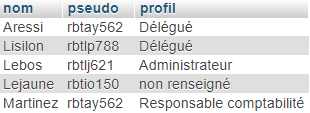 nom pseudo profil
Aressi rbtay562 Délégué
Lisilon rbtlp788 Délégué
Lebos rbtlj621 Administrateur
Lejaune rbtio150 non renseigné
Martinez rbtay562 Responsable comptabilité